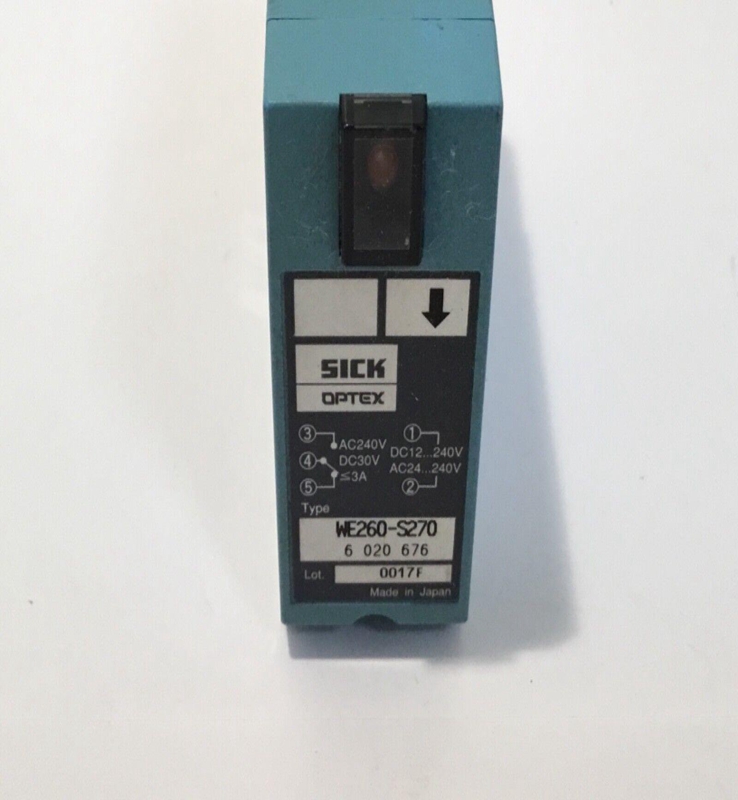 SICK
OPTEX
③ AC240V ① 
④ DC30V DC12...240V
⑤ ≤3A AC24...240V ②
Type
WE260-S270
6 020 676
Lot. 0017F
Made in Japan